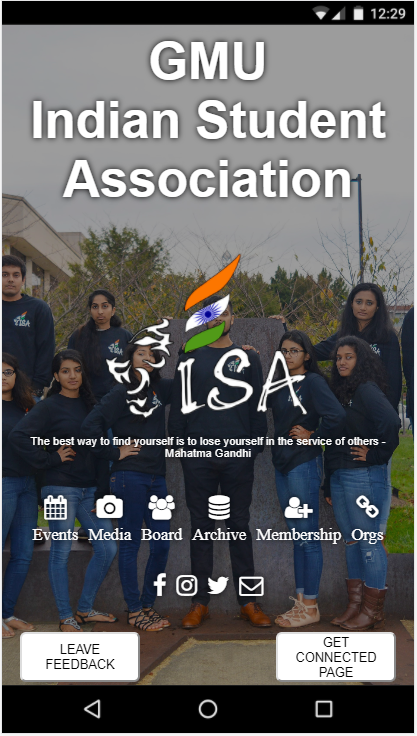 12:29
GMU
Indian Student
Association
ISA
ISA
The best way to find yourself is to lose yourself in the service of others -
Mahatma Gandhi
Events Media Board Archive Membership Orgs
LEAVE
FEEDBACK
GET
CONNECTED
PAGE